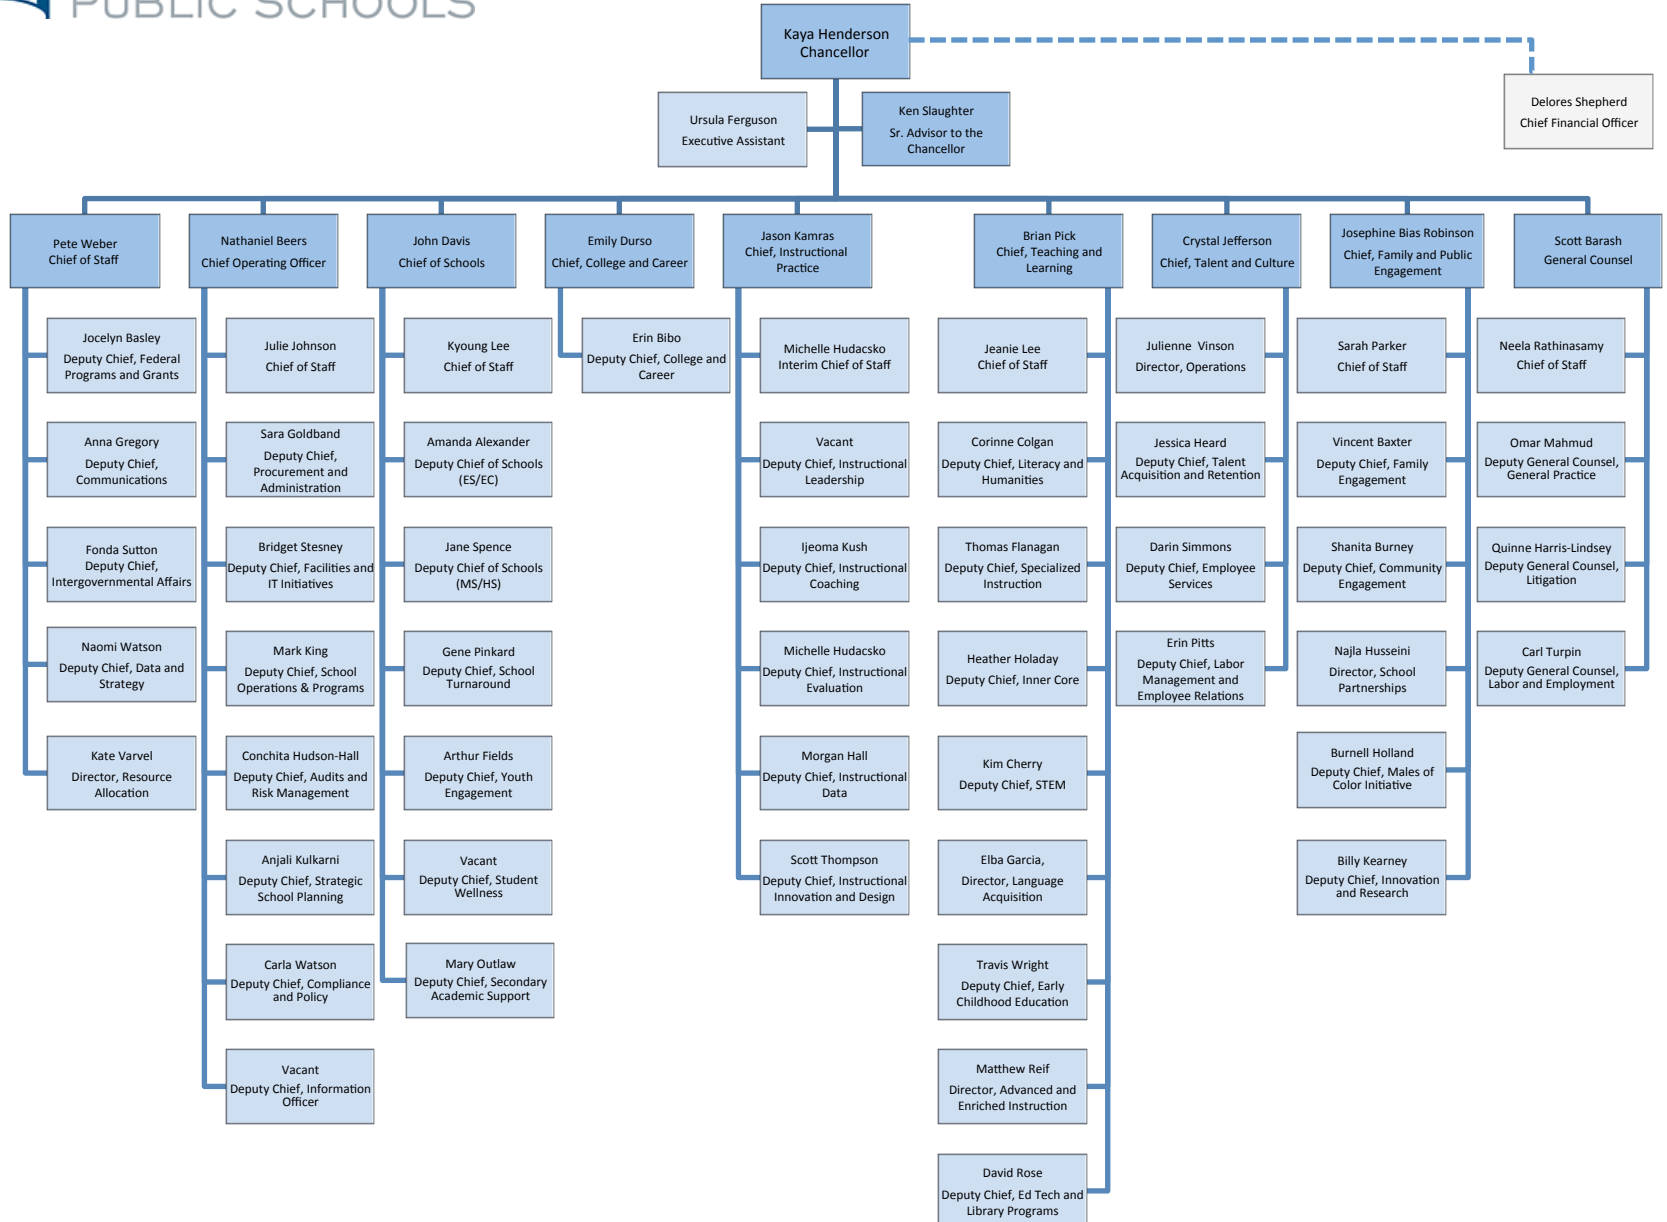 PUBLIC SCHOOLS
Kaya Henderson
Chancellor
Delores Shepherd
Chief Financial Officer
Ursula Ferguson
Executive Assistant
Ken Slaughter
Sr. Advisor to the
Chancellor
Pete Weber
Chief of Staff
Nathaniel Beers
Chief Operating Officer
John Davis
Chief of Schools
Emily Durso
Chief, College and Career
Jason Kamras
Chief, Instructional
Practice
Brian Pick
Chief, Teaching and
Learning
Crystal Jefferson
Chief, Talent and Culture
Josephine Bias Robinson
Chief, Family and Public
Engagement
Scott Barash
General Counsel
Jocelyn Basley
Deputy Chief, Federal
Programs and Grants
Anna Gregory
Deputy Chief,
Communications
Fonda Sutton
Deputy Chief,
Intergovernmental Affairs
Naomi Watson
Deputy Chief, Data and
Strategy
Kate Varvel
Director, Resource
Allocation
Julie Johnson
Chief of Staff
Sara Goldband
Deputy Chief,
Procurement and
Administration
Bridget Stesney
Deputy Chief, Facilities and
IT Initiatives
Mark King
Deputy Chief, School
Operations & Programs
Conchita Hudson-Hall
Deputy Chief, Audits and
Risk Management
Anjali Kulkarni
Deputy Chief, Strategic
School Planning
Carla Watson
Deputy Chief, Compliance
and Policy
Vacant
Deputy Chief, Information
Officer
Kyoung Lee
Chief of Staff
Amanda Alexander
Deputy Chief of Schools
(ES/EC)
Jane Spence
Deputy Chief of Schools
(MS/HS)
Gene Pinkard
Deputy Chief, School
Turnaround
Arthur Fields
Deputy Chief, Youth
Engagement
Vacant
Deputy Chief, Student
Wellness
Mary Outlaw
Deputy Chief, Secondary
Academic Support
Erin Bibo
Deputy Chief, College and
Career
Michelle Hudacsko
Interim Chief of Staff
Vacant
Deputy Chief, Instructional
Leadership
Ijeoma Kush
Deputy Chief, Instructional
Coaching
Michelle Hudacsko
Deputy Chief, Instructional
Evaluation
Morgan Hall
Deputy Chief, Instructional
Data
Scott Thompson
Deputy Chief, Instructional
Innovation and Design
Jeanie Lee
Chief of Staff
Corinne Colgan
Deputy Chief, Literacy and
Humanities
Thomas Flanagan
Deputy Chief, Specialized
Instruction
Heather Holaday
Deputy Chief, Inner Core
Kim Cherry
Deputy Chief, STEM
Elba Garcia,
Director, Language
Acquisition
Travis Wright
Deputy Chief, Early
Childhood Education
Matthew Reif
Director, Advanced and
Enriched Instruction
David Rose
Deputy Chief, Ed Tech and
Library Programs
Julienne Vinson
Director, Operations
Jessica Heard
Deputy Chief, Talent
Acquisition and Retention
Darin Simmons
Deputy Chief, Employee
Services
Erin Pitts
Deputy Chief, Labor
Management and
Employee Relations
Sarah Parker
Chief of Staff
Vincent Baxter
Deputy Chief, Family
Engagement
Shanita Burney
Deputy Chief, Community
Engagement
Najla Husseini
Director, School
Partnerships
Burnell Holland
Deputy Chief, Males of
Color Initiative
Billy Kearney
Deputy Chief, Innovation
and Research
Neela Rathinasamy
Chief of Staff
Omar Mahmud
Deputy General Counsel,
General Practice
Quinne Harris-Lindsey
Deputy General Counsel,
Litigation
Carl Turpin
Deputy General Counsel,
Labor and Employment